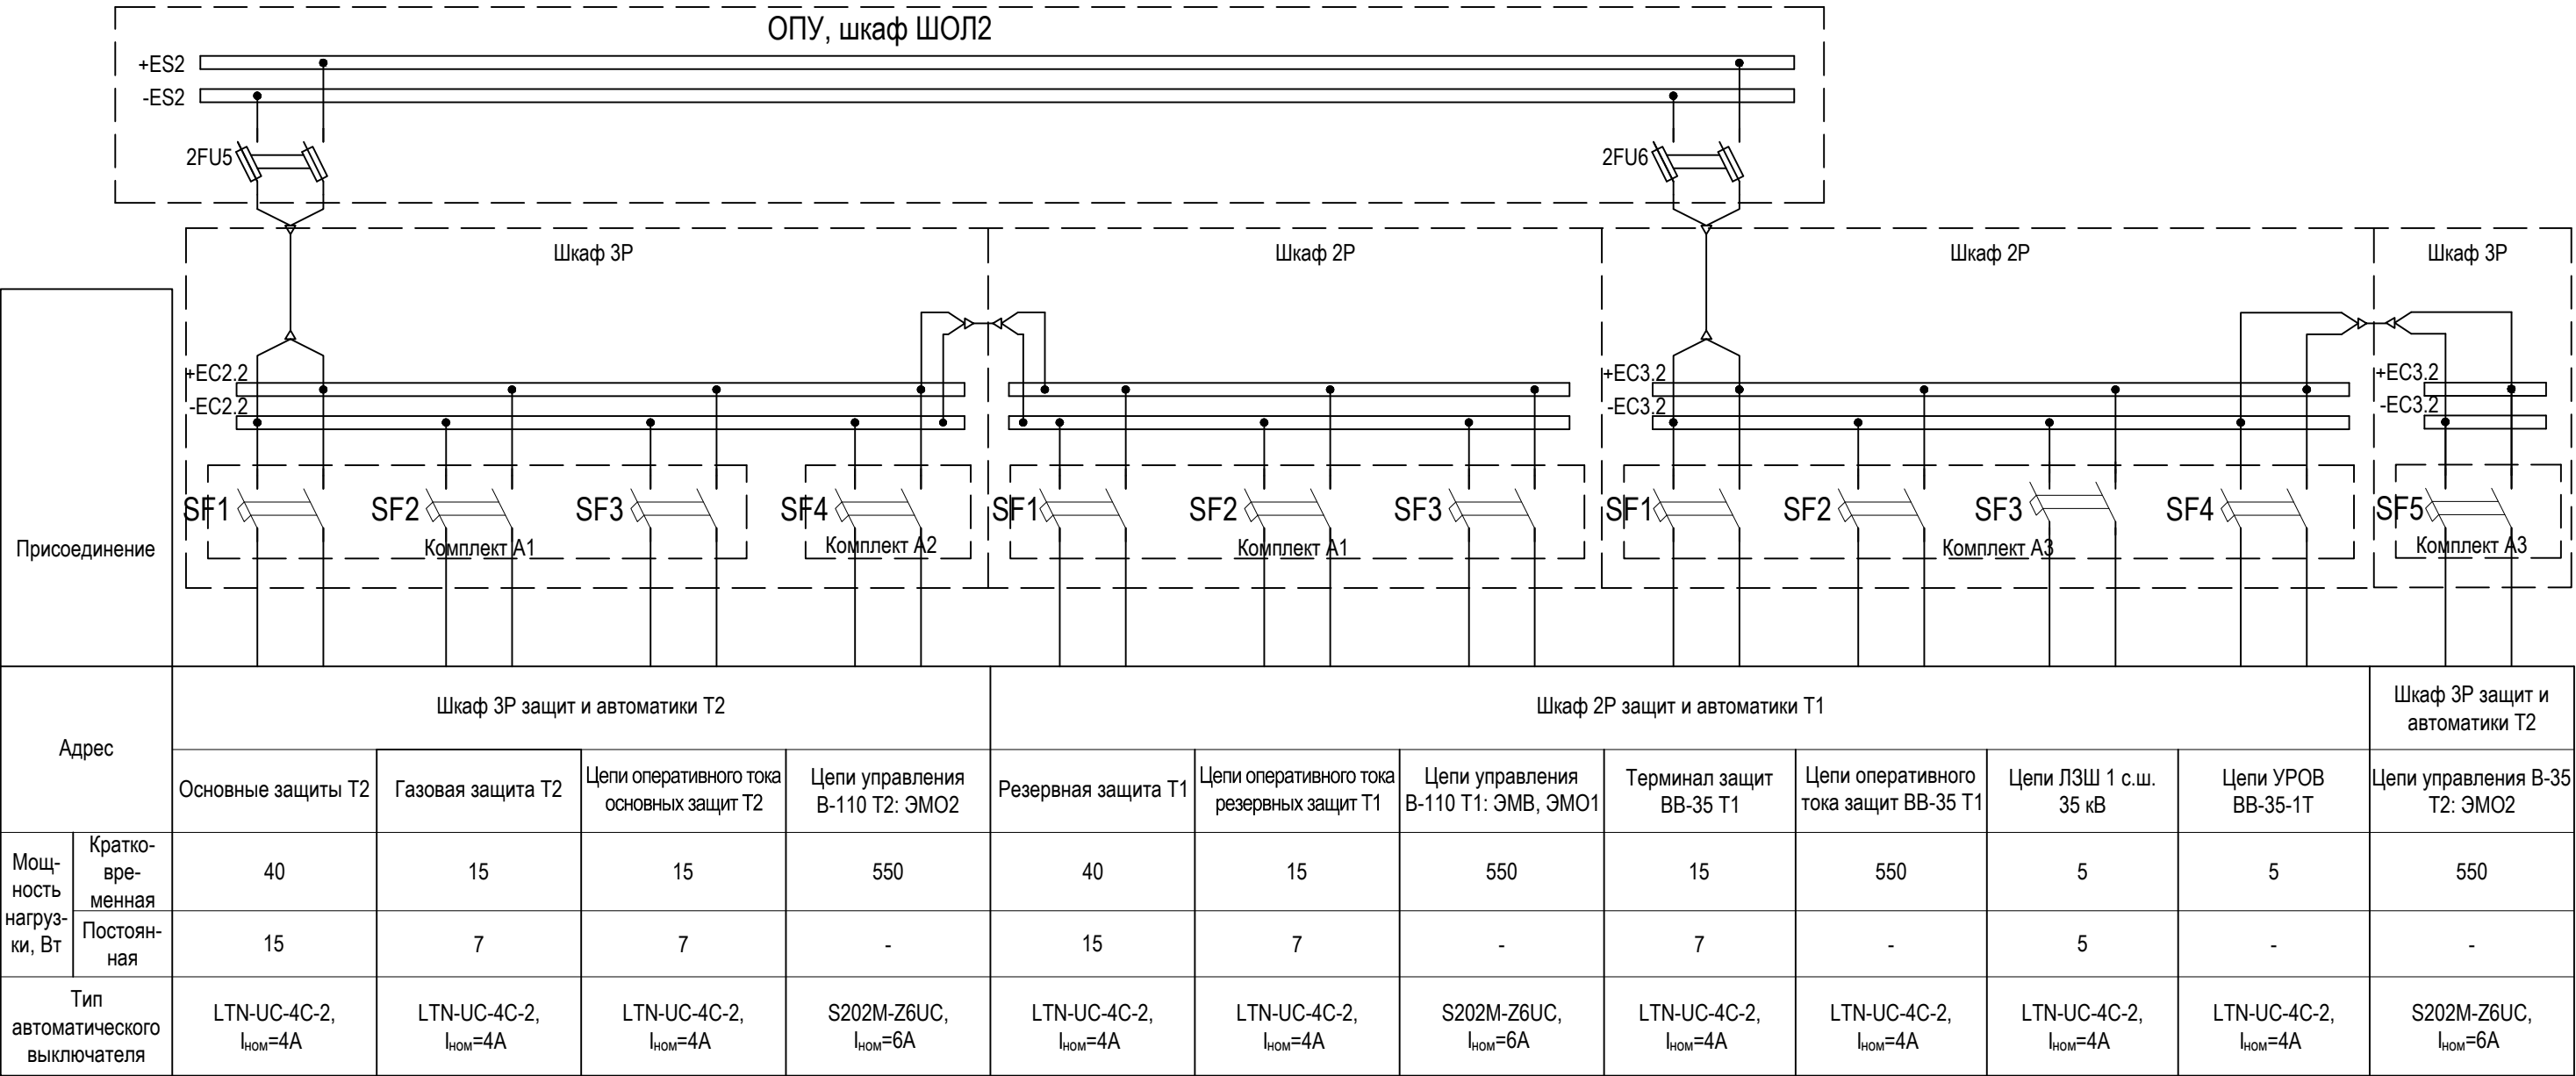 ОПУ, шкаф ШОЛ2
+ES2
-ES2
2FU5
2FU6
Шкаф 3Р
Шкаф 2Р
Шкаф 2Р
Шкаф 3Р
+EC2.2
-EC2.2
+EC3.2
-EC3.2
+EC3.2
-EC3.2
SF1
SF2
SF3
SF4
SF1
SF2
SF3
SF1
SF2
SF3
SF4
SF5
Комплект А1
Комплект А2
Комплект А1
Комплект А3
Комплект А3
Присоединение
Адрес
Шкаф 3Р защит и автоматики Т2
Шкаф 2Р защит и автоматики Т1
Шкаф 3Р защит и
автоматики Т2
Основные защиты Т2
Газовая защита Т2
Цепи оперативного тока
основных защит Т2
Цепи управления
В-110 Т2: ЭМО2
Резервная защита Т1
Цепи оперативного тока
резервных защит Т1
Цепи управления
В-110 Т1: ЭМВ, ЭМО1
Терминал защит
ВВ-35 Т1
Цепи оперативного
тока защит ВВ-35 Т1
Цепи ЛЗШ 1 с.ш.
35 кВ
Цепи УРОВ
ВВ-35-1Т
Цепи управления В-35
Т2: ЭМО2
Мощ-
ность
нагруз-
ки, Вт
Кратко-
вре-
менная
40
15
15
550
40
15
550
15
550
5
5
550
Постоян-
ная
15
7
7
-
15
7
-
7
-
5
-
-
Тип
автоматического
выключателя
LTN-UC-4C-2,
Iном=4А
LTN-UC-4C-2,
Iном=4А
LTN-UC-4C-2,
Iном=4А
S202M-Z6UC,
Iном=6А
LTN-UC-4C-2,
Iном=4А
LTN-UC-4C-2,
Iном=4А
S202M-Z6UC,
Iном=6А
LTN-UC-4C-2,
Iном=4А
LTN-UC-4C-2,
Iном=4А
LTN-UC-4C-2,
Iном=4А
LTN-UC-4C-2,
Iном=4А
S202M-Z6UC,
Iном=6А